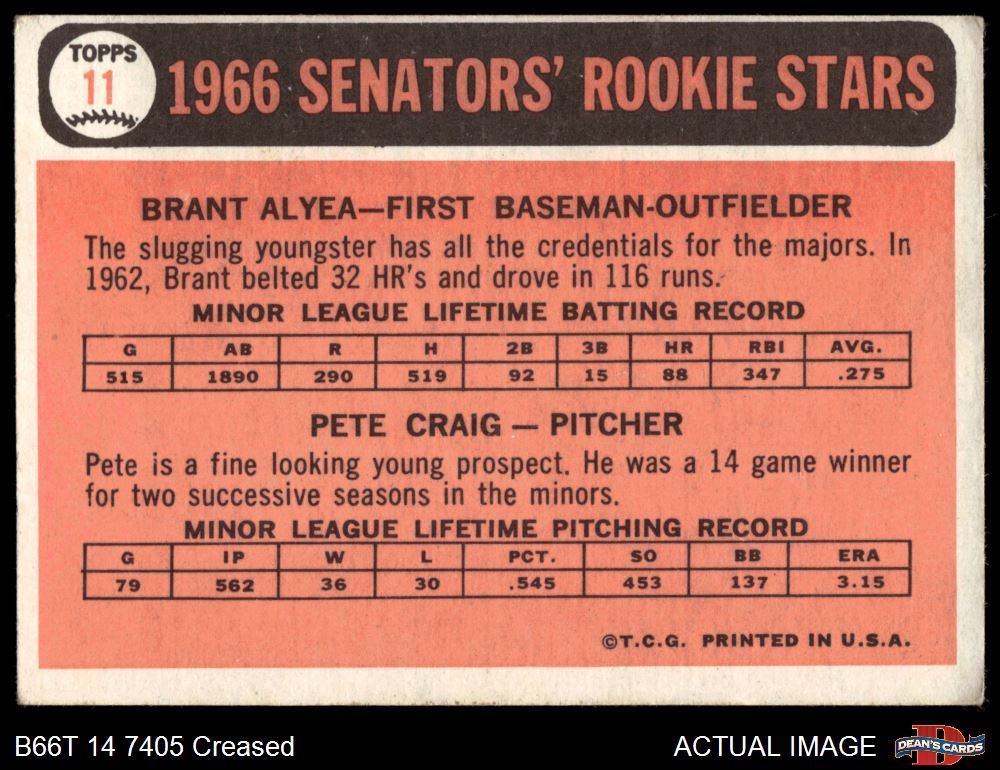 TOPPS
11
1966 SENATORS' ROOKIE STARS
BRANT ALYEA—FIRST BASEMAN-OUTFIELDER
The slugging youngster has all the credentials for the majors. In
1962, Brant belted 32 HR's and drove in 116 runs.
MINOR LEAGUE LIFETIME BATTING RECORD
G AB R H 2B 3B HR RBI AVG.
515 1890 290 519 92 15 88 347 .275
PETE CRAIG — PITCHER
Pete is a fine looking young prospect. He was a 14 game winner
for two successive seasons in the minors.
MINOR LEAGUE LIFETIME PITCHING RECORD
G IP W L PCT. SO BB ERA
79 562 36 30 .545 453 137 3.15
©T.C.G. PRINTED IN U.S.A.
B66T 14 7405 Creased
ACTUAL IMAGE
DEAN'S CARDS